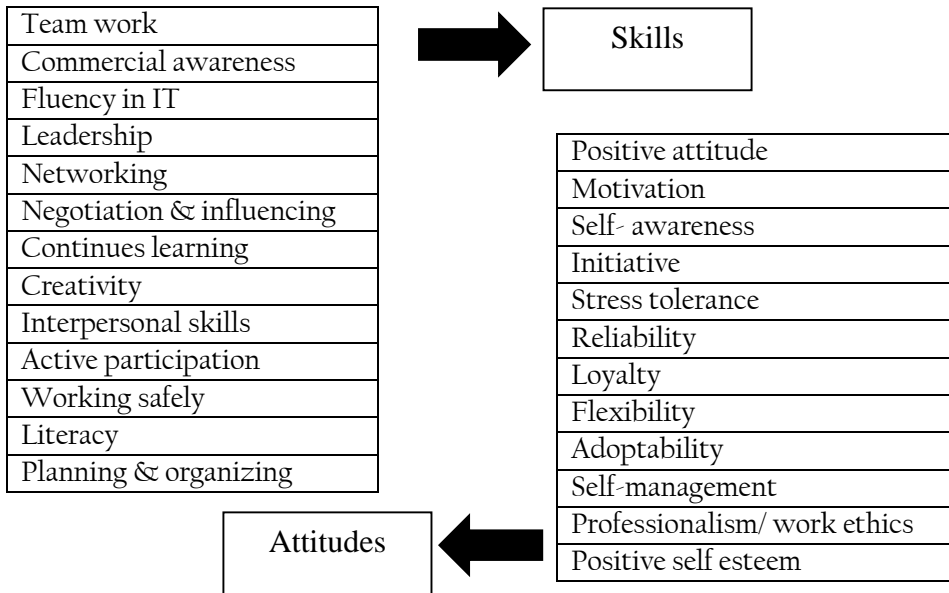 Team work
Commercial awareness
Fluency in IT
Leadership
Networking
Negotiation & influencing
Continues learning
Creativity
Interpersonal skills
Active participation
Working safely
Literacy
Planning & organizing
Skills
Positive attitude
Motivation
Self- awareness
Initiative
Stress tolerance
Reliability
Loyalty
Flexibility
Adoptability
Self-management
Professionalism/ work ethics
Positive self esteem
Attitudes